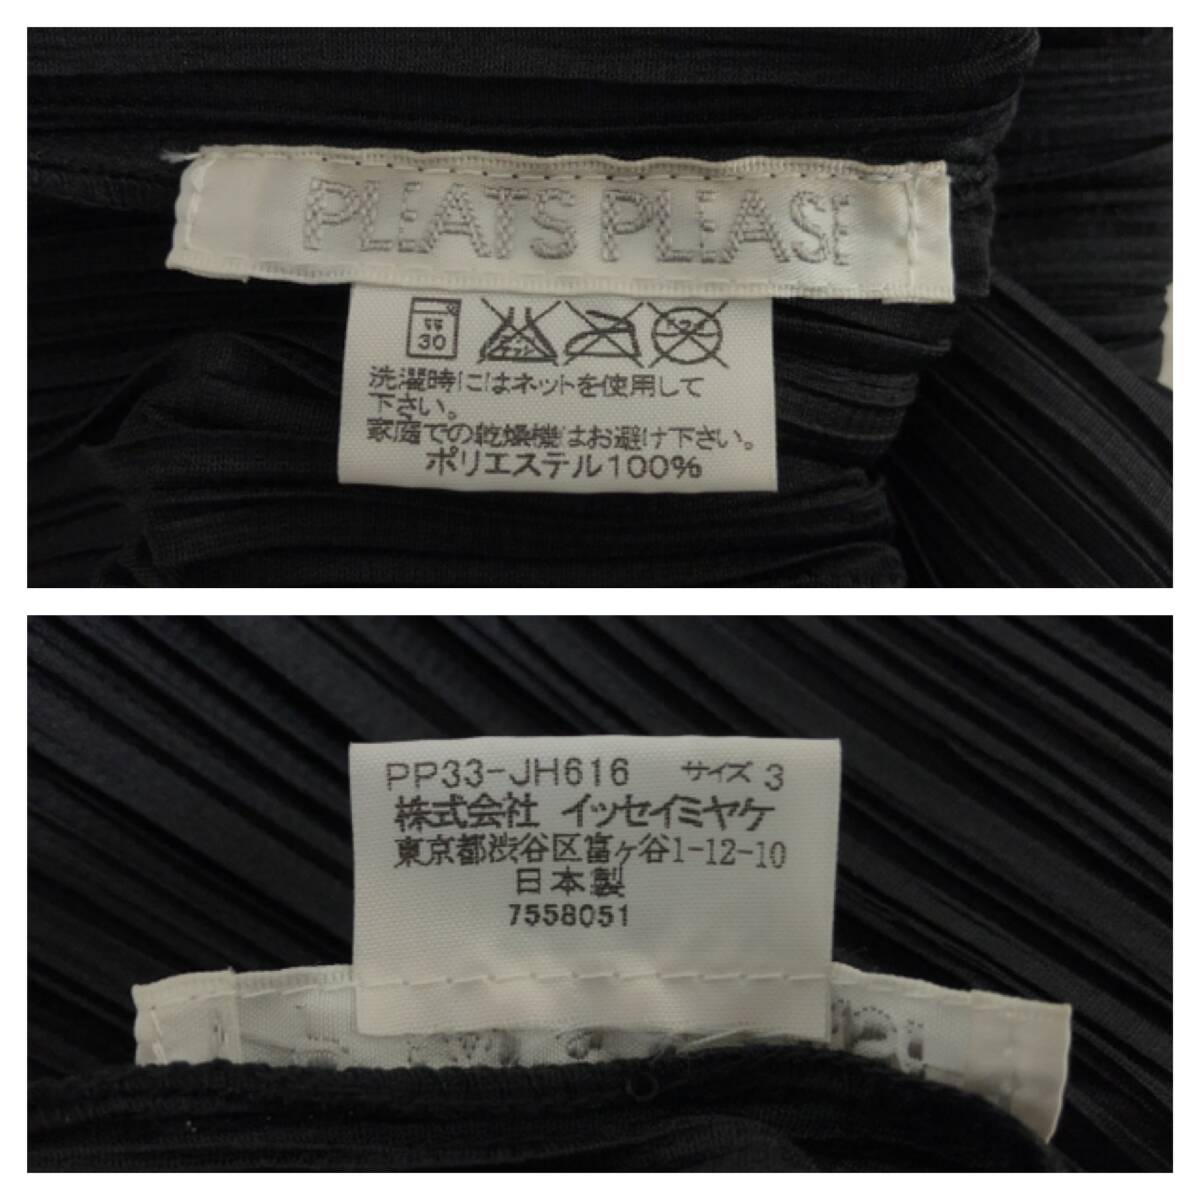 PLEATS PLEASE
30
ドライ
洗濯時にはネットを使用して
下さい。
家庭での乾燥機はお避け下さい。
ポリエステル100%
PP33-JH616 サイズ 3
株式会社 イッセイミヤケ
東京都渋谷区富ヶ谷1-12-10
日本製
7558051